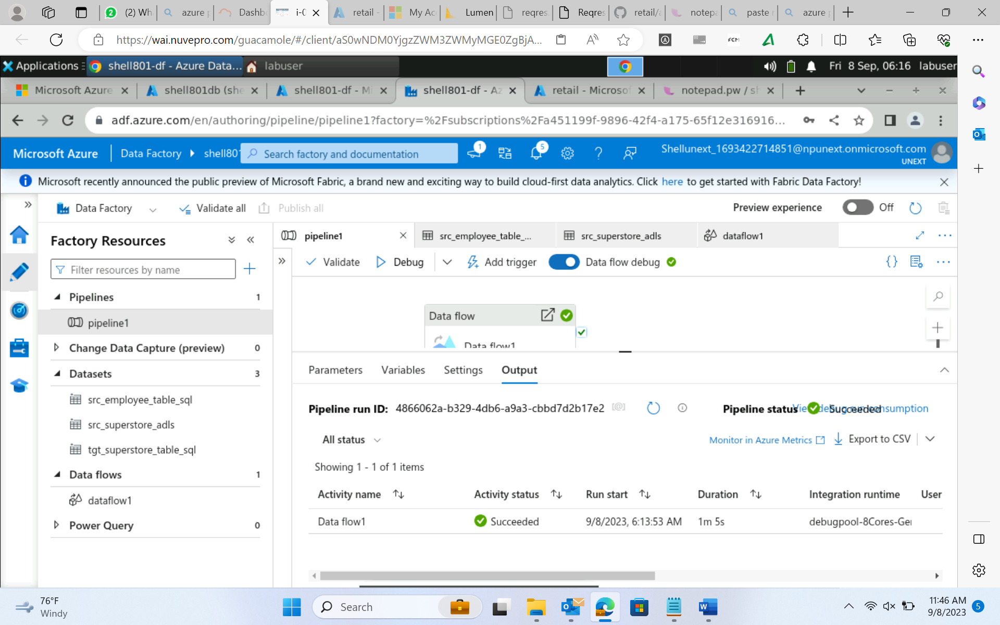 (2) Wh
azure p
Dashb
i-0
retail -
My Ac
Lumen
reqres.
Reqres
retail/a
notepa
paste r
azure p
https://wai.nuvepro.com/guacamole/#/client/aS0wNDM0YjgzZWM3ZWMyMGE0ZgBjA...
Applications
shell801-df - Azure Data...
labuser
Fri 8 Sep, 06:16 labuser
Microsoft Azure
shell801db (she
shell801-df - Mi
shell801-df - Az
retail - Microsof
notepad.pw / sh
adf.azure.com/en/authoring/pipeline/pipeline1?factory=%2Fsubscriptions%2Fa451199f-9896-42f4-a175-65f12e316916...
Microsoft Azure
Data Factory
shell801
Search factory and documentation
1
5
Shellunext_1693422714851@npunext.onmicrosoft.com
UNEXT
Microsoft recently announced the public preview of Microsoft Fabric, a brand new and exciting way to build cloud-first data analytics. Click here to get started with Fabric Data Factory!
Data Factory
Validate all
Publish all
Preview experience
Off
Factory Resources
Filter resources by name
Pipelines 1
pipeline1
Change Data Capture (preview) 0
Datasets 3
src_employee_table_sql
src_superstore_adls
tgt_superstore_table_sql
Data flows 1
dataflow1
Power Query 0
pipeline1
src_employee_table_...
src_superstore_adls
dataflow1
Validate
Debug
Add trigger
Data flow debug
Data flow
Data flow1
Parameters
Variables
Settings
Output
Pipeline run ID: 4866062a-b329-4db6-a9a3-cbbd7d2b17e2
Pipeline status
Succeeded
View debug run consumption
All status
Monitor in Azure Metrics
Export to CSV
Showing 1 - 1 of 1 items
Activity name
Activity status
Run start
Duration
Integration runtime
User
Data flow1
Succeeded
9/8/2023, 6:13:53 AM
1m 5s
debugpool-8Cores-Ger
76°F
Windy
Search
11:46 AM
9/8/2023
5